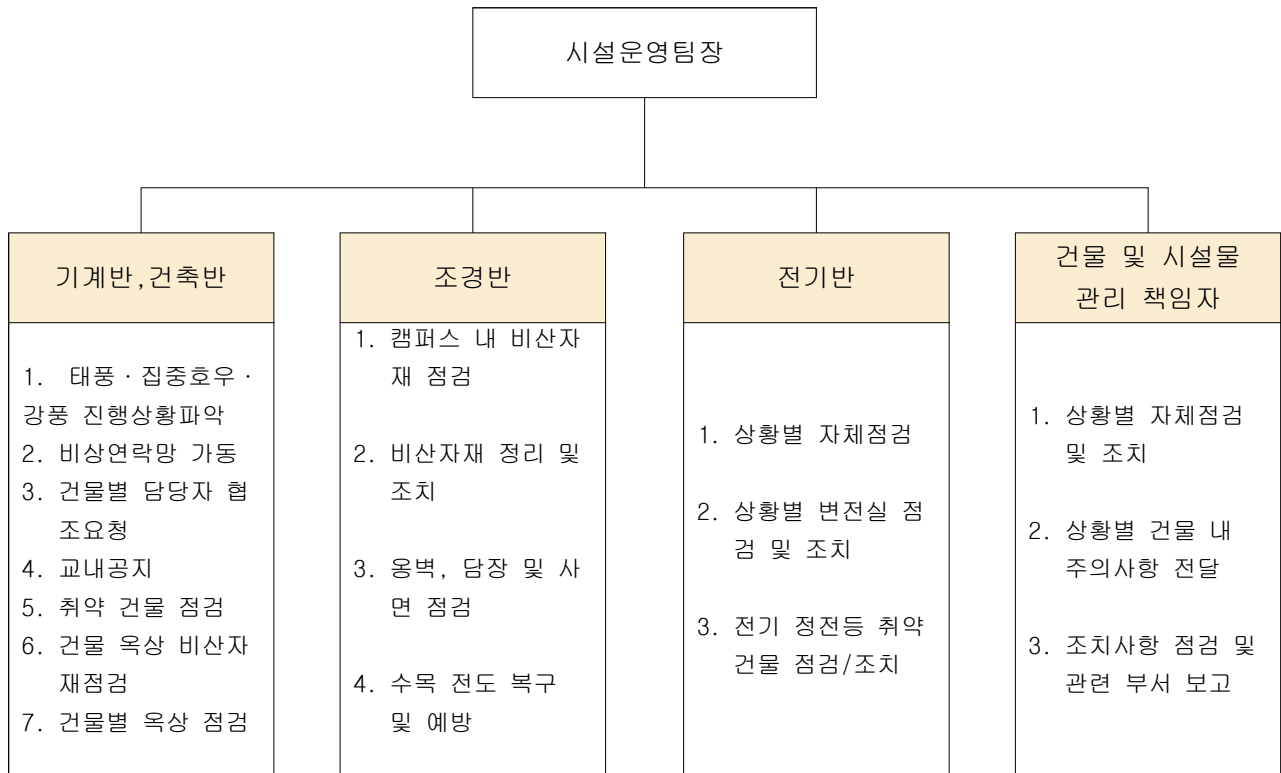 시설운영팀장
기계반,건축반
1. 태풍·집중호우·
강풍 진행상황파악
2. 비상연락망 가동
3. 건물별 담당자 협
조요청
4. 교내공지
5. 취약 건물 점검
6. 건물 옥상 비산자
재점검
7. 건물별 옥상 점검
조경반
1. 캠퍼스 내 비산자
재 점검
2. 비산자재 정리 및
조치
3. 옹벽, 담장 및 사
면 점검
4. 수목 전도 복구
및 예방
전기반
1. 상황별 자체점검
2. 상황별 변전실 점
검 및 조치
3. 전기 정전등 취약
건물 점검/조치
건물 및 시설물
관리 책임자
1. 상황별 자체점검
및 조치
2. 상황별 건물 내
주의사항 전달
3. 조치사항 점검 및
관련 부서 보고